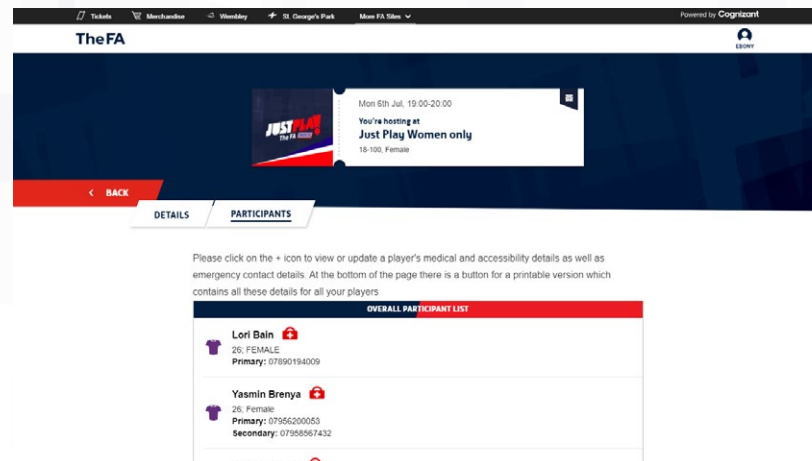 Tickets Merchandise Wembley St. George's Park More FA Sites Powered by Cognizant
TheFA
EBONY
Mon 6th Jul, 19:00-20:00
You're hosting at
Just Play Women only
18-100, Female
JUST PLAY!
The FA
BACK
DETAILS PARTICIPANTS
Please click on the + icon to view or update a player's medical and accessibility details as well as
emergency contact details. At the bottom of the page there is a button for a printable version which
contains all these details for all your players
OVERALL PARTICIPANT LIST
Lori Bain
26; FEMALE
Primary: 07890194009
Yasmin Brenya
26; Female
Primary: 07956200053
Secondary: 07958567432